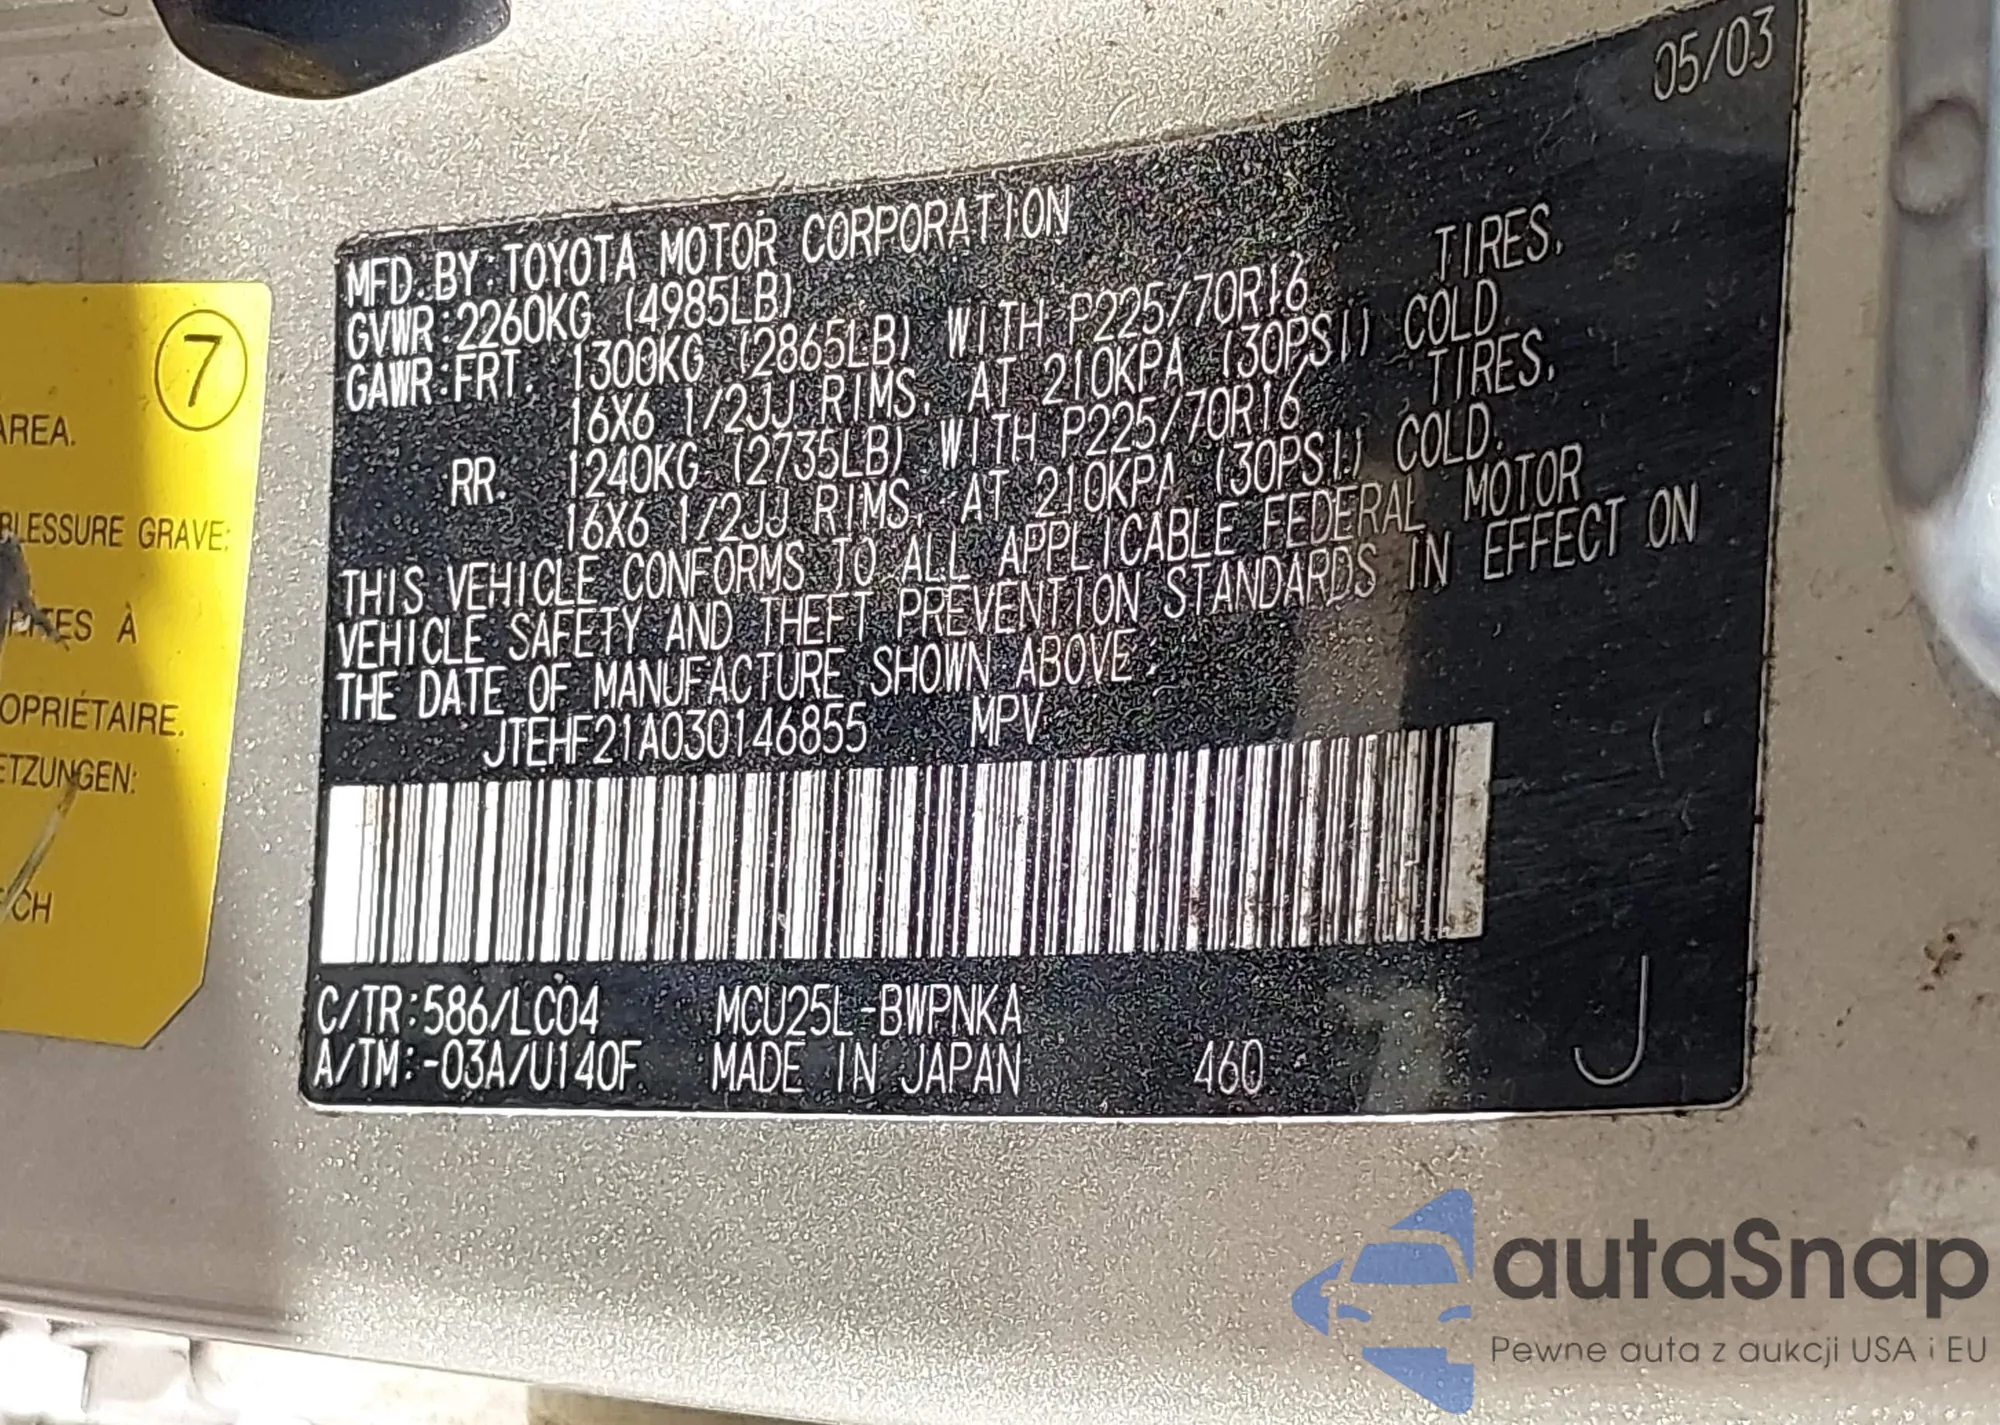 7
AREA.
BLESSURE GRAVE:
À
OPRIÉTAIRE.
ETZUNGEN:
CH
05/03
MFD. BY: TOYOTA MOTOR CORPORATION
GVWR: 2260KG (4985LB)
GAWR: FRT. 1300KG (2865LB) WITH P225/70R16 TIRES,
16X6 1/2JJ RIMS, AT 210KPA (30PSI) COLD.
RR. 1240KG (2735LB) WITH P225/70R16 TIRES,
16X6 1/2JJ RIMS, AT 210KPA (30PSI) COLD.
THIS VEHICLE CONFORMS TO ALL APPLICABLE FEDERAL MOTOR
VEHICLE SAFETY AND THEFT PREVENTION STANDARDS IN EFFECT ON
THE DATE OF MANUFACTURE SHOWN ABOVE.
JTEHF21A030146855 MPV
C/TR: 586/LC04 MCU25L-BWPNKA
A/TM: -03A/U140F MADE IN JAPAN 460 J
autaSnap
Pewne auta z aukcji USA i EU